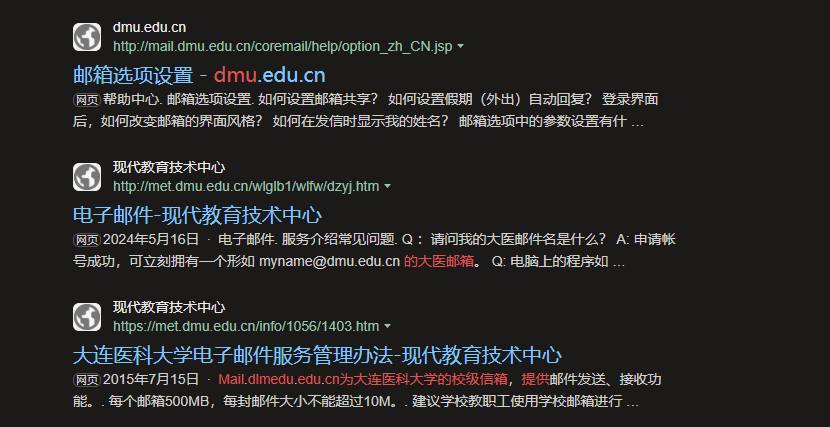 dmu.edu.cn
http://mail.dmu.edu.cn/coremail/help/option_zh_CN.jsp
邮箱选项设置 - dmu.edu.cn
网页 帮助中心. 邮箱选项设置. 如何设置邮箱共享？ 如何设置假期（外出）自动回复？ 登录界面
后，如何改变邮箱的界面风格？ 如何在发信时显示我的姓名？ 邮箱选项中的参数设置有什 ...
现代教育技术中心
http://met.dmu.edu.cn/wlglb1/wlfw/dzyj.htm
电子邮件-现代教育技术中心
网页 2024年5月16日 · 电子邮件. 服务介绍常见问题. Q ：请问我的大医邮件名是什么？ A: 申请帐
号成功，可立刻拥有一个形如 myname@dmu.edu.cn 的大医邮箱。 Q: 电脑上的程序如 ...
现代教育技术中心
https://met.dmu.edu.cn/info/1056/1403.htm
大连医科大学电子邮件服务管理办法-现代教育技术中心
网页 2015年7月15日 · Mail.dlmedu.edu.cn为大连医科大学的校级信箱，提供邮件发送、接收功
能。. 每个邮箱500MB，每封邮件大小不能超过10M。. 建议学校教职工使用学校邮箱进行 ...